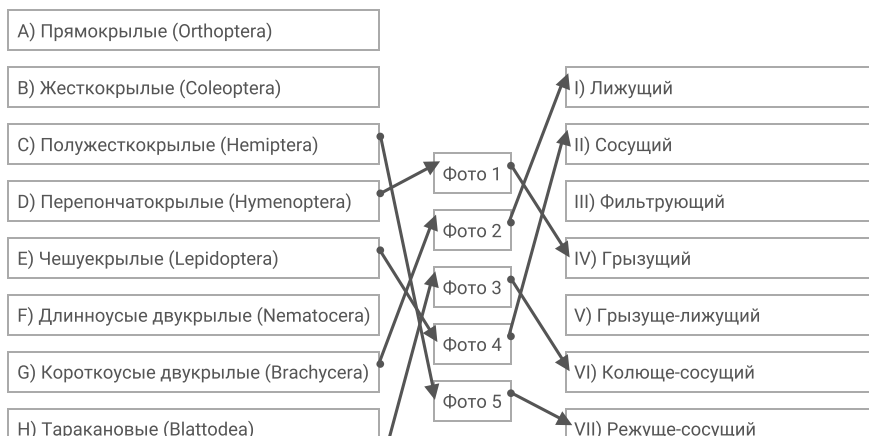 A) Прямокрылые (Orthoptera)
B) Жесткокрылые (Coleoptera)
C) Полужесткокрылые (Hemiptera)
D) Перепончатокрылые (Hymenoptera)
E) Чешуекрылые (Lepidoptera)
F) Длинноусые двукрылые (Nematocera)
G) Короткоусые двукрылые (Brachycera)
H) Таракановые (Blattodea)
Фото 1
Фото 2
Фото 3
Фото 4
Фото 5
I) Лижущий
II) Сосущий
III) Фильтрующий
IV) Грызущий
V) Грызуще-лижущий
VI) Колюще-сосущий
VII) Режуще-сосущий